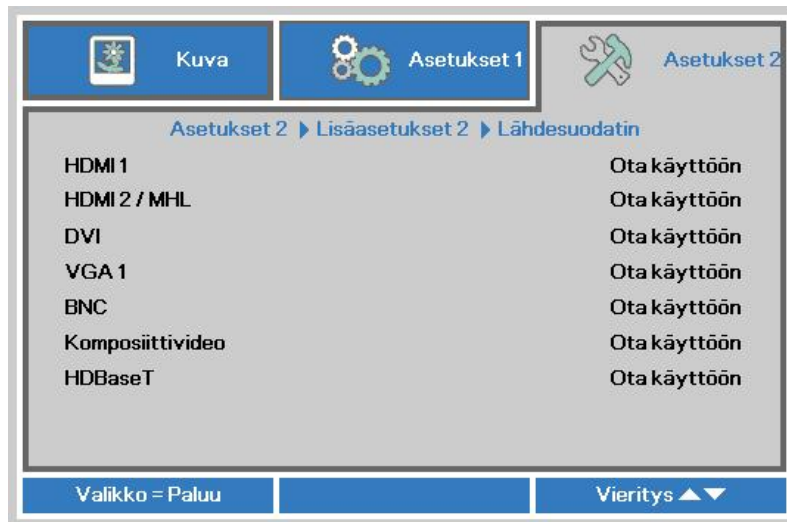 Kuva
Asetukset 1
Asetukset 2
Asetukset 2 ▶ Lisäasetukset 2 ▶ Lähdesuodatin
HDMI 1 Ota käyttöön
HDMI 2 / MHL Ota käyttöön
DVI Ota käyttöön
VGA 1 Ota käyttöön
BNC Ota käyttöön
Komposiittivideo Ota käyttöön
HDBaseT Ota käyttöön
Valikko = Paluu
Vieritys ▲▼